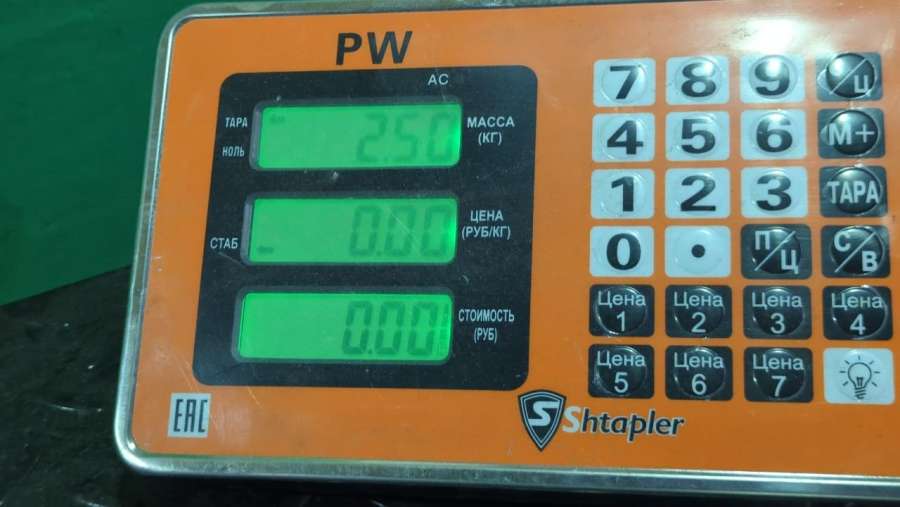 PW
AC
ТАРА
НОЛЬ
2.50
МАССА
(КГ)
СТАБ
0.00
ЦЕНА
(РУБ/КГ)
0.00
СТОИМОСТЬ
(РУБ)
EAC
S Shtapler
7 8 9 /Ц
4 5 6 М+
1 2 3 ТАРА
0 . П/Ц С/В
Цена 1 Цена 2 Цена 3 Цена 4
Цена 5 Цена 6 Цена 7